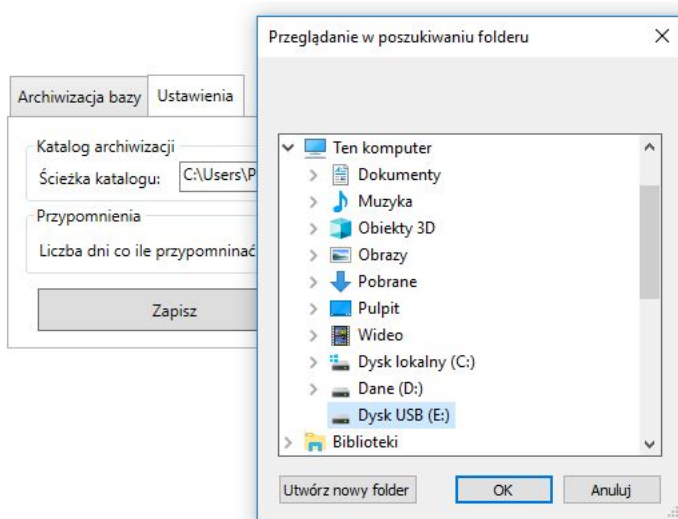 Przeglądanie w poszukiwaniu folderu
Archiwizacja bazy
Ustawienia
Katalog archiwizacji
Ścieżka katalogu: C:\Users\P
Przypomnienia
Liczba dni co ile przypomninać
Zapisz
Ten komputer
Dokumenty
Muzyka
Obiekty 3D
Obrazy
Pobrane
Pulpit
Wideo
Dysk lokalny (C:)
Dane (D:)
Dysk USB (E:)
Biblioteki
Utwórz nowy folder
OK
Anuluj